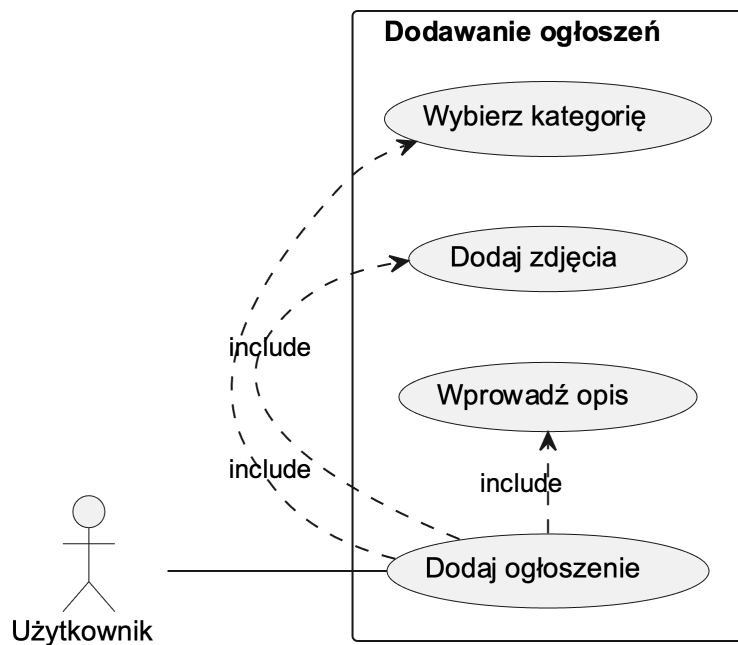 Dodawanie ogłoszeń
Wybierz kategorię
Dodaj zdjęcia
include
Wprowadź opis
include
include
Dodaj ogłoszenie
Użytkownik